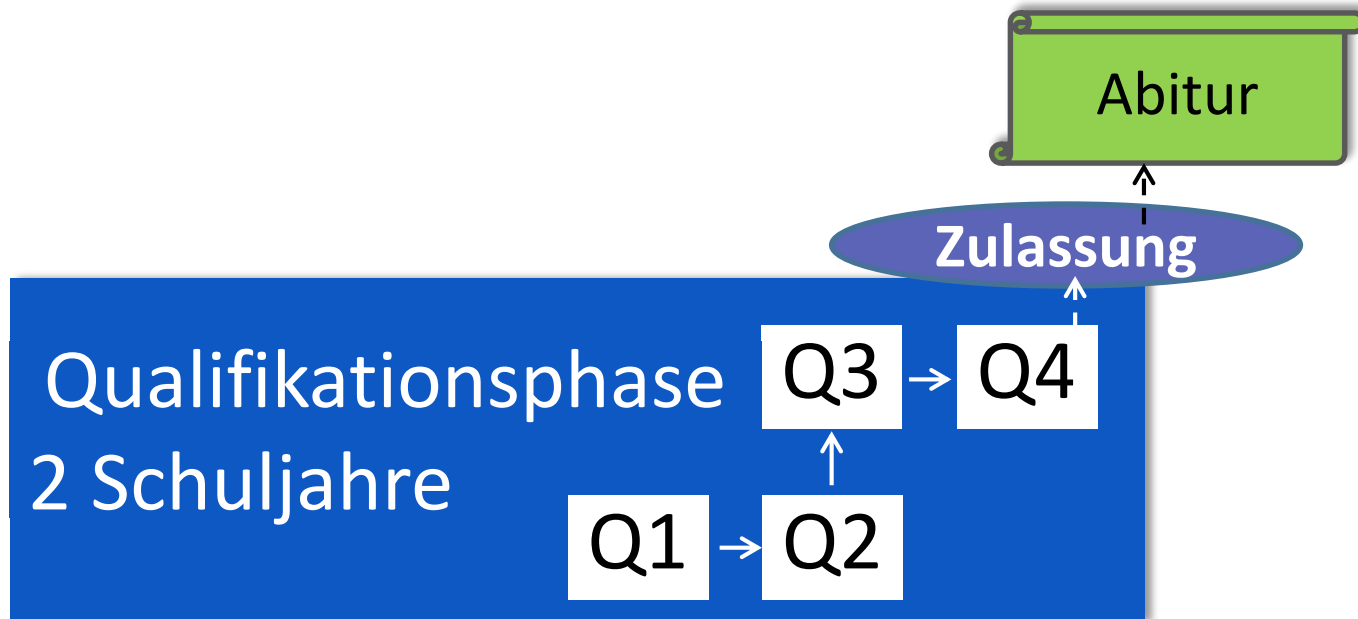 Abitur
Zulassung
Qualifikationsphase
2 Schuljahre
Q3
Q4
Q1
Q2